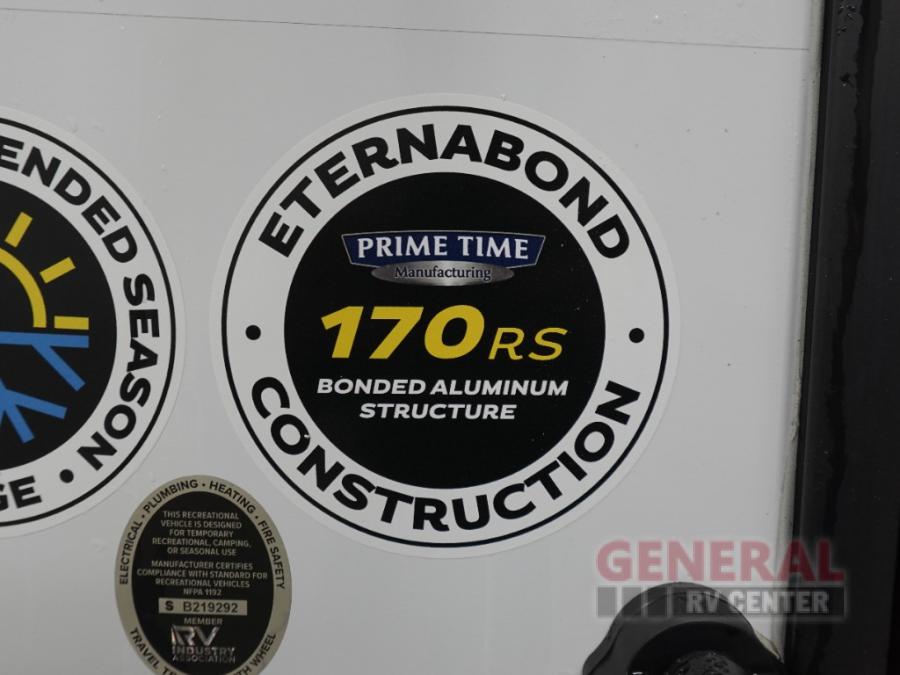 ETERNABOND
PRIME TIME
Manufacturing
170RS
BONDED ALUMINUM
STRUCTURE
CONSTRUCTION
SEASON
ELECTRICAL • PLUMBING • HEATING • FIRE SAFETY
THIS RECREATIONAL
VEHICLE IS DESIGNED
FOR TEMPORARY
RECREATIONAL, CAMPING,
OR SEASONAL USE
MANUFACTURER CERTIFIES
COMPLIANCE WITH STANDARD FOR
RECREATIONAL VEHICLES
NFPA 1192
S B219292
MEMBER
RV
INDUSTRY
ASSOCIATION
WHEEL
GENERAL
RV CENTER